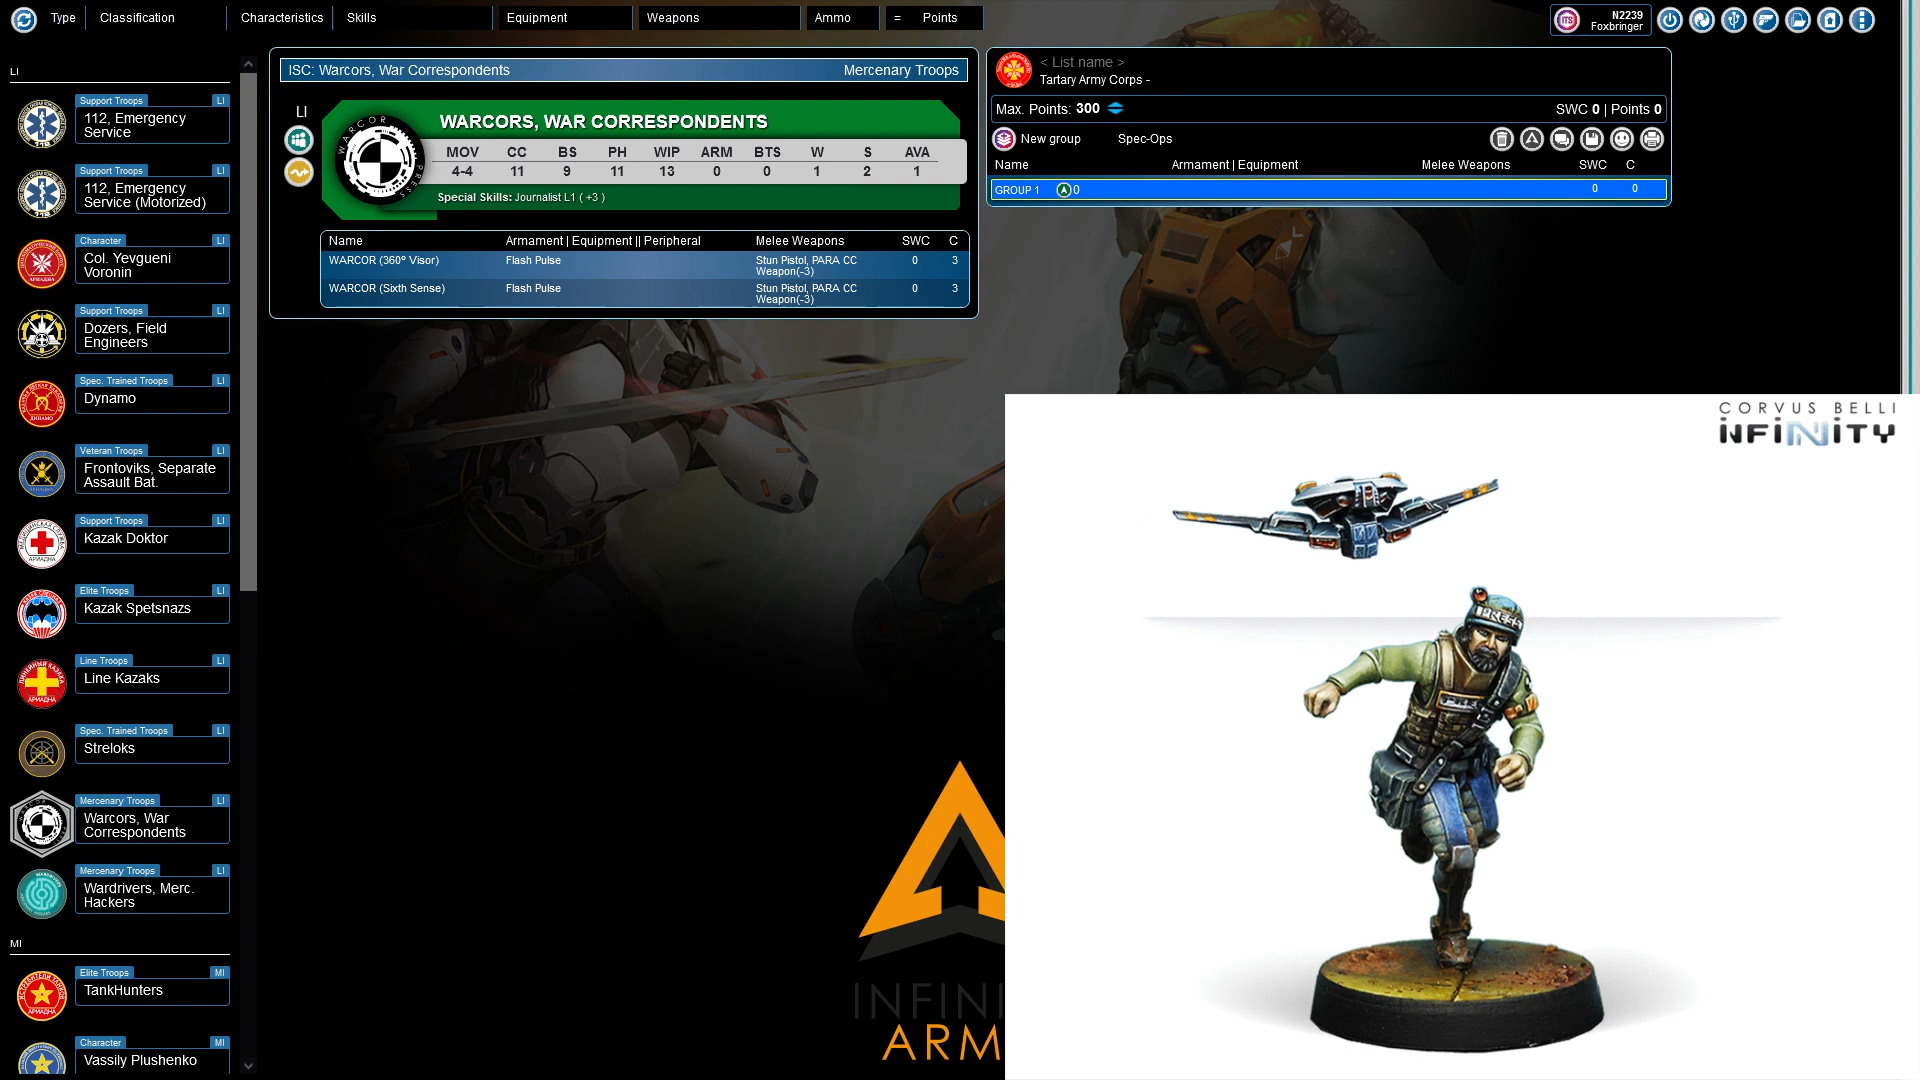 Type Classification Characteristics Skills Equipment Weapons Ammo = Points
N2239
Foxbringer
LI
Support Troops LI
112, Emergency
Service
Support Troops LI
112, Emergency
Service (Motorized)
Character LI
Col. Yevgueni
Voronin
Support Troops LI
Dozers, Field
Engineers
Spec. Trained Troops LI
Dynamo
Veteran Troops LI
Frontoviks, Separate
Assault Bat.
Support Troops LI
Kazak Doktor
Elite Troops LI
Kazak Spetsnazs
Line Troops LI
Line Kazaks
Spec. Trained Troops LI
Streloks
Mercenary Troops LI
Warcors, War
Correspondents
Mercenary Troops LI
Wardrivers, Merc.
Hackers
MI
Elite Troops MI
TankHunters
Character MI
Vassily Plushenko
ISC: Warcors, War Correspondents Mercenary Troops
LI
WARCOR PRESS
WARCORS, WAR CORRESPONDENTS
MOV CC BS PH WIP ARM BTS W S AVA
4-4 11 9 11 13 0 0 1 2 1
Special Skills: Journalist L1 ( +3 )
Name Armament | Equipment || Peripheral Melee Weapons SWC C
WARCOR (360º Visor) Flash Pulse Stun Pistol, PARA CC 0 3
Weapon(-3)
WARCOR (Sixth Sense) Flash Pulse Stun Pistol, PARA CC 0 3
Weapon(-3)
< List name >
Tartary Army Corps -
Max. Points: 300 SWC 0 | Points 0
New group Spec-Ops
Name Armament | Equipment Melee Weapons SWC C
GROUP 1 0 0 0
CORVUS BELLI
INFINITY
PRESS
INFINI
ARM